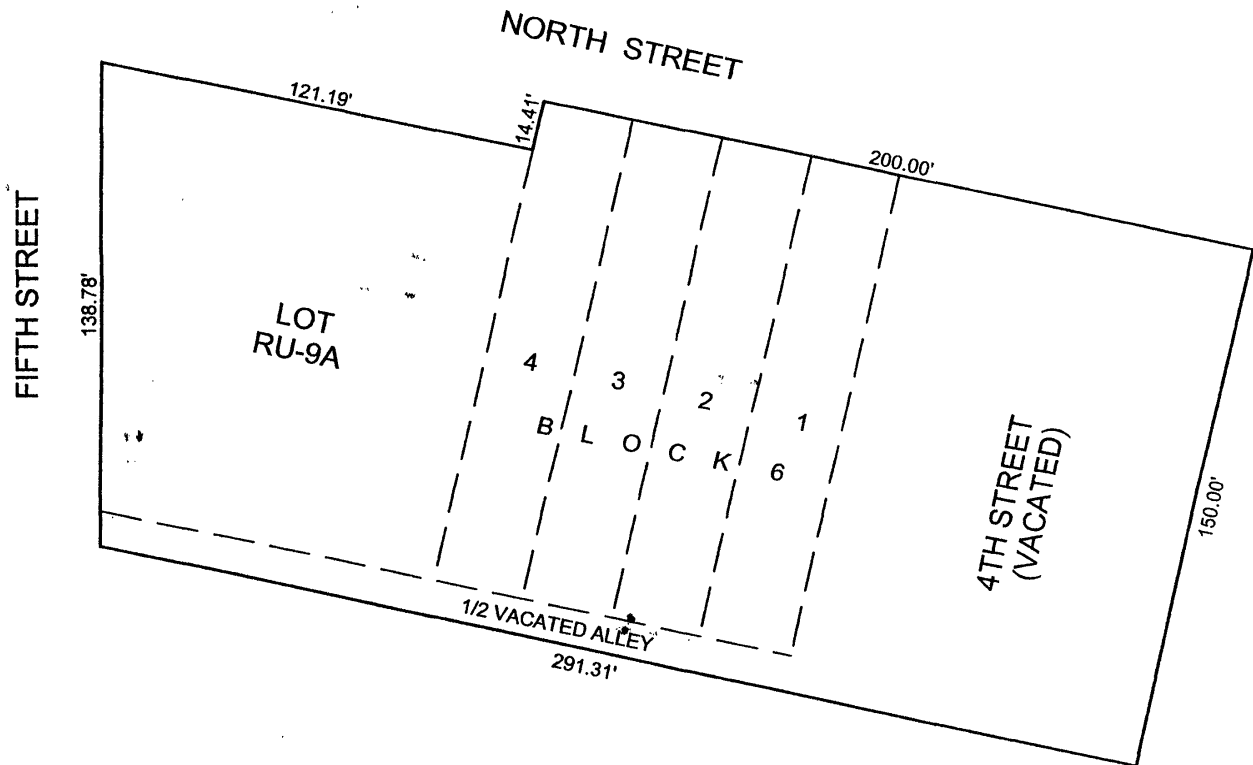 NORTH STREET
121.19'
14.41'
200.00'
FIFTH STREET
138.78'
LOT
RU-9A
4
3
2
1
B L O C K 6
4TH STREET
(VACATED)
150.00'
1/2 VACATED ALLEY
291.31'